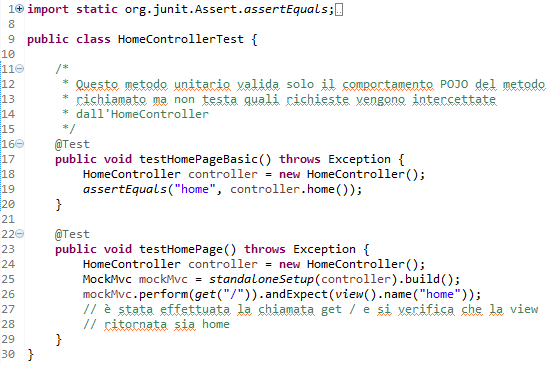 1 import static org.junit.Assert.assertEquals;
8
9 public class HomeControllerTest {
10
11 /*
12 * Questo metodo unitario valida solo il comportamento POJO del metodo
13 * richiamato ma non testa quali richieste vengono intercettate
14 * dall'HomeController
15 */
16 @Test
17 public void testHomePageBasic() throws Exception {
18 HomeController controller = new HomeController();
19 assertEquals("home", controller.home());
20 }
21
22 @Test
23 public void testHomePage() throws Exception {
24 HomeController controller = new HomeController();
25 MockMvc mockMvc = standaloneSetup(controller).build();
26 mockMvc.perform(get("/")).andExpect(view().name("home"));
27 // è stata effettuata la chiamata get / e si verifica che la view
28 // ritornata sia home
29 }
30 }